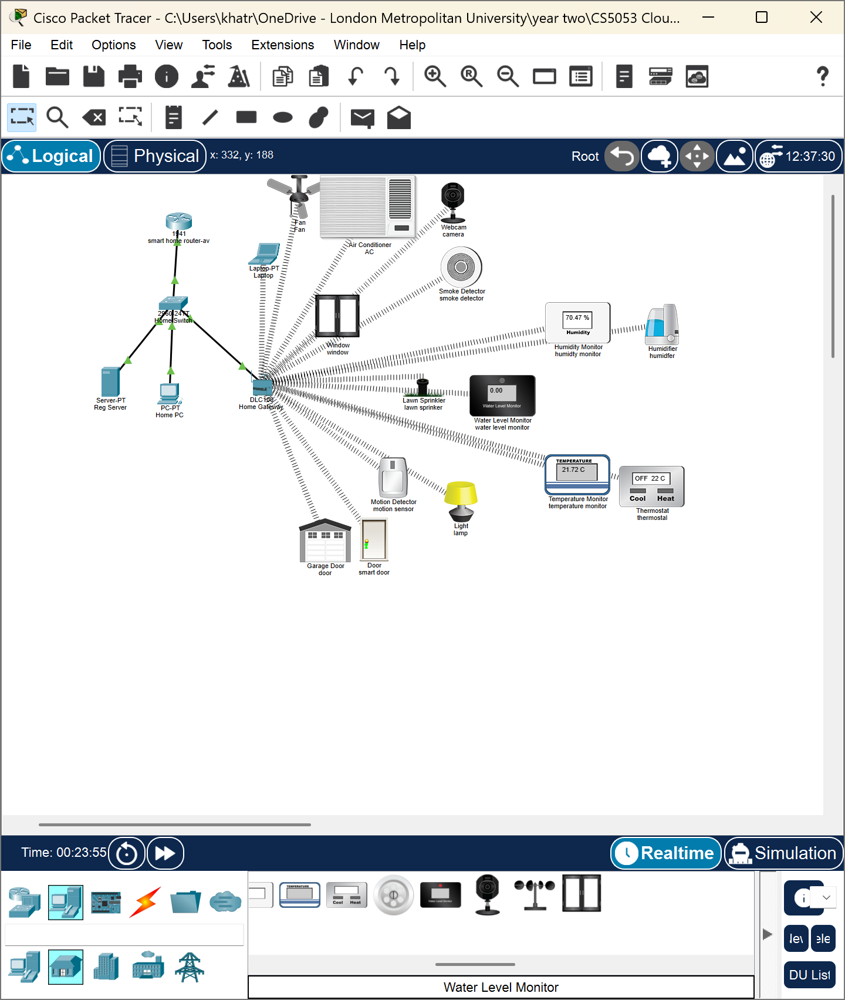 Cisco Packet Tracer - C:\Users\khatr\OneDrive - London Metropolitan University\year two\CS5053 Clou...
File Edit Options View Tools Extensions Window Help
Logical Physical x: 332, y: 188 Root 12:37:30
Fan
Fan
Air Conditioner
AC
Webcam
camera
1941
smart home router-av
Laptop-PT
Laptop
Smoke Detector
smoke detector
2960-24TT
Home Switch
Window
window
70.47 %
Humidity
Humidity Monitor
humidty monitor
Humidifier
humidfer
Server-PT
Reg Server
PC-PT
Home PC
DLC100
Home Gateway
Lawn Sprinkler
lawn sprinker
0.00
Water Level Monitor
Water Level Monitor
water level monitor
TEMPERATURE
21.72 C
Temperature Monitor
temperature monitor
OFF 22 C
Cool Heat
Thermostat
thermostal
Motion Detector
motion sensor
Light
lamp
Garage Door
door
Door
smart door
Time: 00:23:55 Realtime Simulation
TEMPERATURE
Cool Heat
Water Level Monitor
DU List
Water Level Monitor